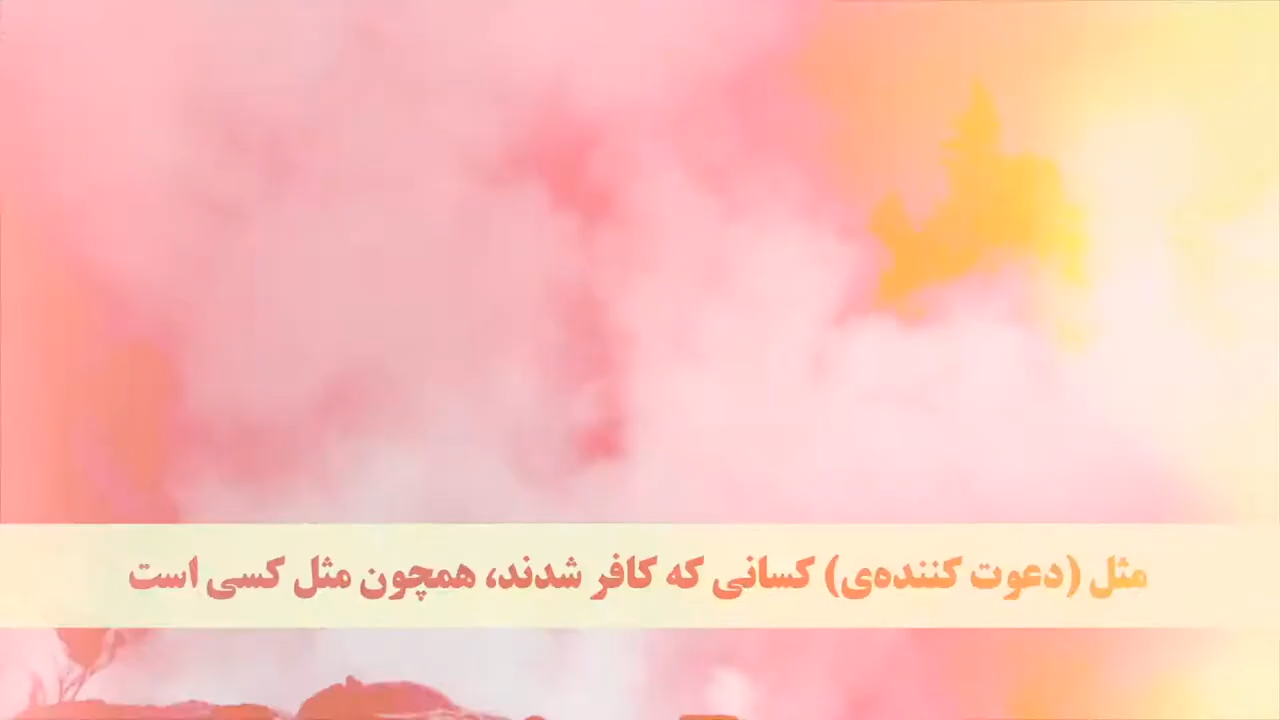 مثل (دعوت کننده‌ی) کسانی که کافر شدند، همچون مثل کسی است